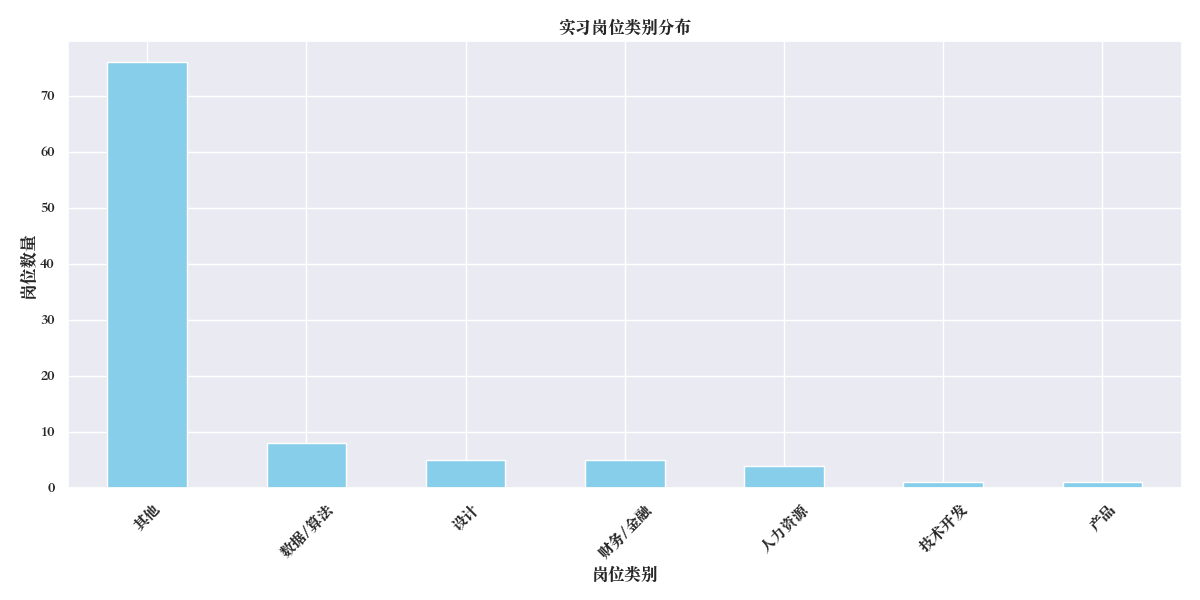 实习岗位类别分布
岗位数量
70
60
50
40
30
20
10
0
其他
数据/算法
设计
财务/金融
人力资源
技术开发
产品
岗位类别